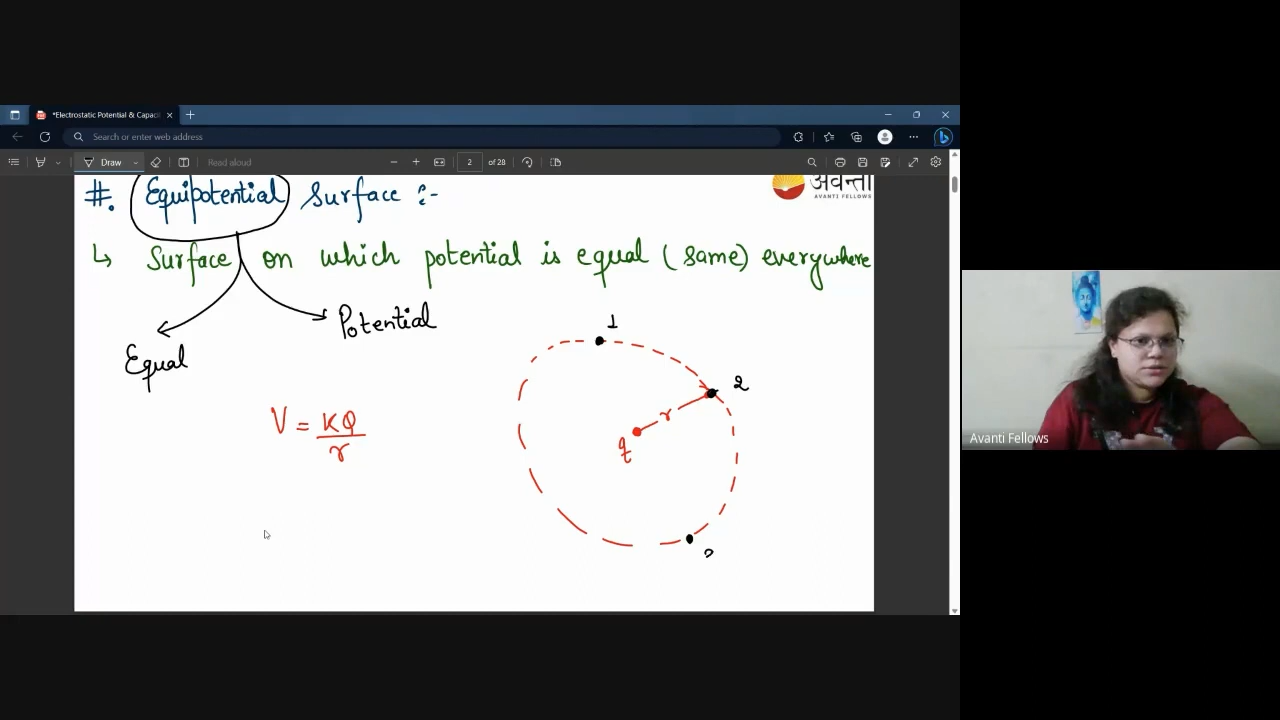 *Electrostatic Potential & Capaci
Search or enter web address
Draw
Read aloud
2 of 28
#. Equipotential Surface :-
अवन्ती
AVANTI FELLOWS
↳ Surface on which potential is equal (same) everywhere
Potential
Equal
1
2
r
q
V = KQ
r
Avanti Fellows